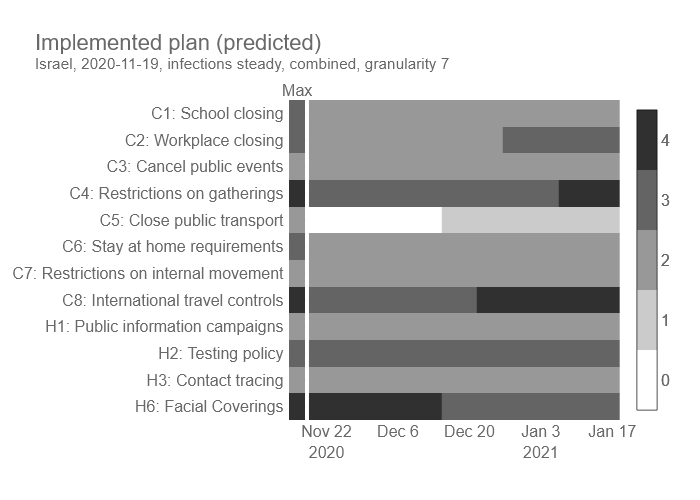 Implemented plan (predicted)
Israel, 2020-11-19, infections steady, combined, granularity 7
Max
C1: School closing
C2: Workplace closing
C3: Cancel public events
C4: Restrictions on gatherings
C5: Close public transport
C6: Stay at home requirements
C7: Restrictions on internal movement
C8: International travel controls
H1: Public information campaigns
H2: Testing policy
H3: Contact tracing
H6: Facial Coverings
4
3
2
1
0
Nov 22 Dec 6 Dec 20 Jan 3 Jan 17
2020 2021